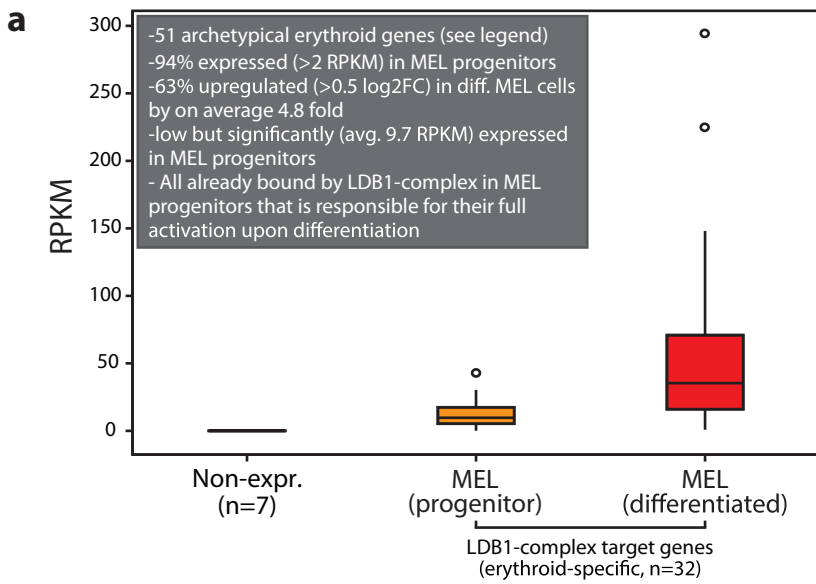 a
300
250
200
150
100
50
0
RPKM
-51 archetypical erythroid genes (see legend)
-94% expressed (>2 RPKM) in MEL progenitors
-63% upregulated (>0.5 log2FC) in diff. MEL cells
by on average 4.8 fold
-low but significantly (avg. 9.7 RPKM) expressed
in MEL progenitors
- All already bound by LDB1-complex in MEL
progenitors that is responsible for their full
activation upon differentiation
Non-expr.
(n=7)
MEL
(progenitor)
MEL
(differentiated)
LDB1-complex target genes
(erythroid-specific, n=32)